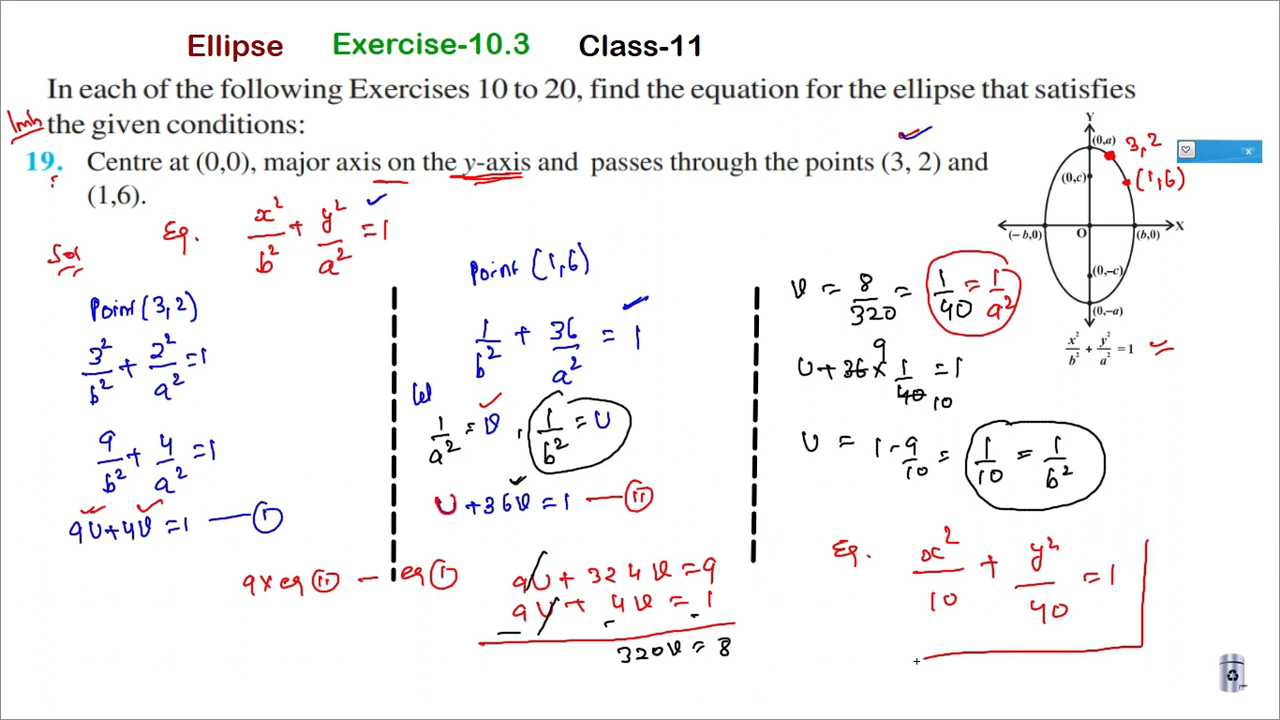 Ellipse Exercise-10.3 Class-11
In each of the following Exercises 10 to 20, find the equation for the ellipse that satisfies
Imp the given conditions:
19. Centre at (0,0), major axis on the y-axis and passes through the points (3, 2) and
(1,6).
Y
(0,a)
3,2
(0,c)
(1,6)
(-b,0)
O
(b,0)
X
(0,-c)
(0,-a)
x²/b² + y²/a² = 1
Sol
Eq. x²/b² + y²/a² = 1
Point (3,2)
3²/b² + 2²/a² = 1
9/b² + 4/a² = 1
9U+4V = 1 — (I)
Point (1,6)
1/b² + 36/a² = 1
let
1/a² = V, 1/b² = U
U + 36V = 1 — (II)
9 x eq (II) - eq (I)
9U + 324V = 9
9U + 4V = 1
- - -
320V = 8
V = 8/320 = 1/40 = 1/a²
9
U + 36 x 1/40 = 1
10
U = 1 - 9/10 = 1/10 = 1/b²
Eq. x²/10 + y²/40 = 1